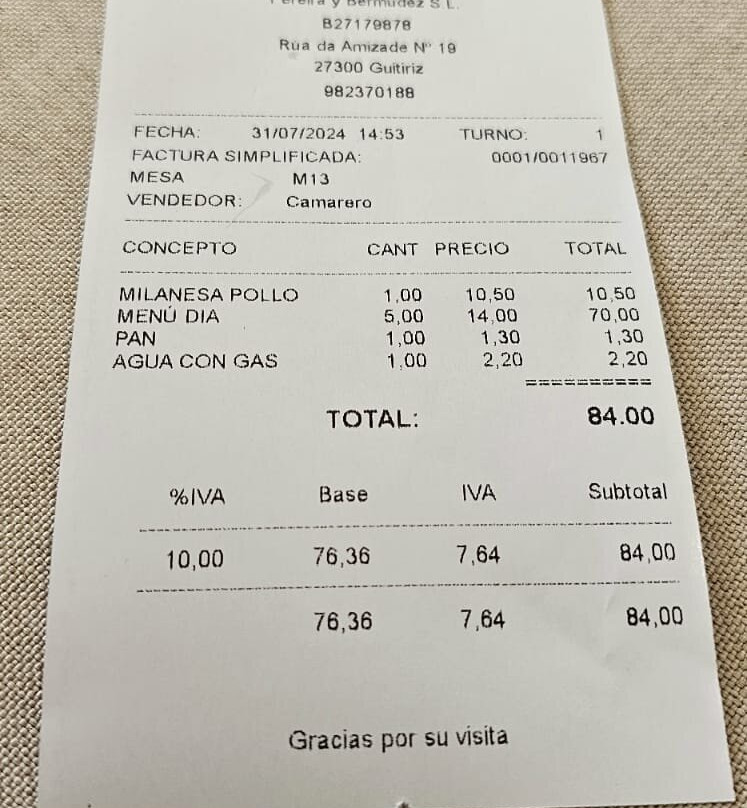 Pereira y Bermúdez S.L.
B27179878
Rúa da Amizade Nº 19
27300 Guitiriz
982370188
FECHA: 31/07/2024 14:53 TURNO: 1
FACTURA SIMPLIFICADA: 0001/0011967
MESA M13
VENDEDOR: Camarero
CONCEPTO CANT PRECIO TOTAL
MILANESA POLLO 1,00 10,50 10,50
MENÚ DIA 5,00 14,00 70,00
PAN 1,00 1,30 1,30
AGUA CON GAS 1,00 2,20 2,20
==========
TOTAL: 84.00
%IVA Base IVA Subtotal
10,00 76,36 7,64 84,00
76,36 7,64 84,00
Gracias por su visita